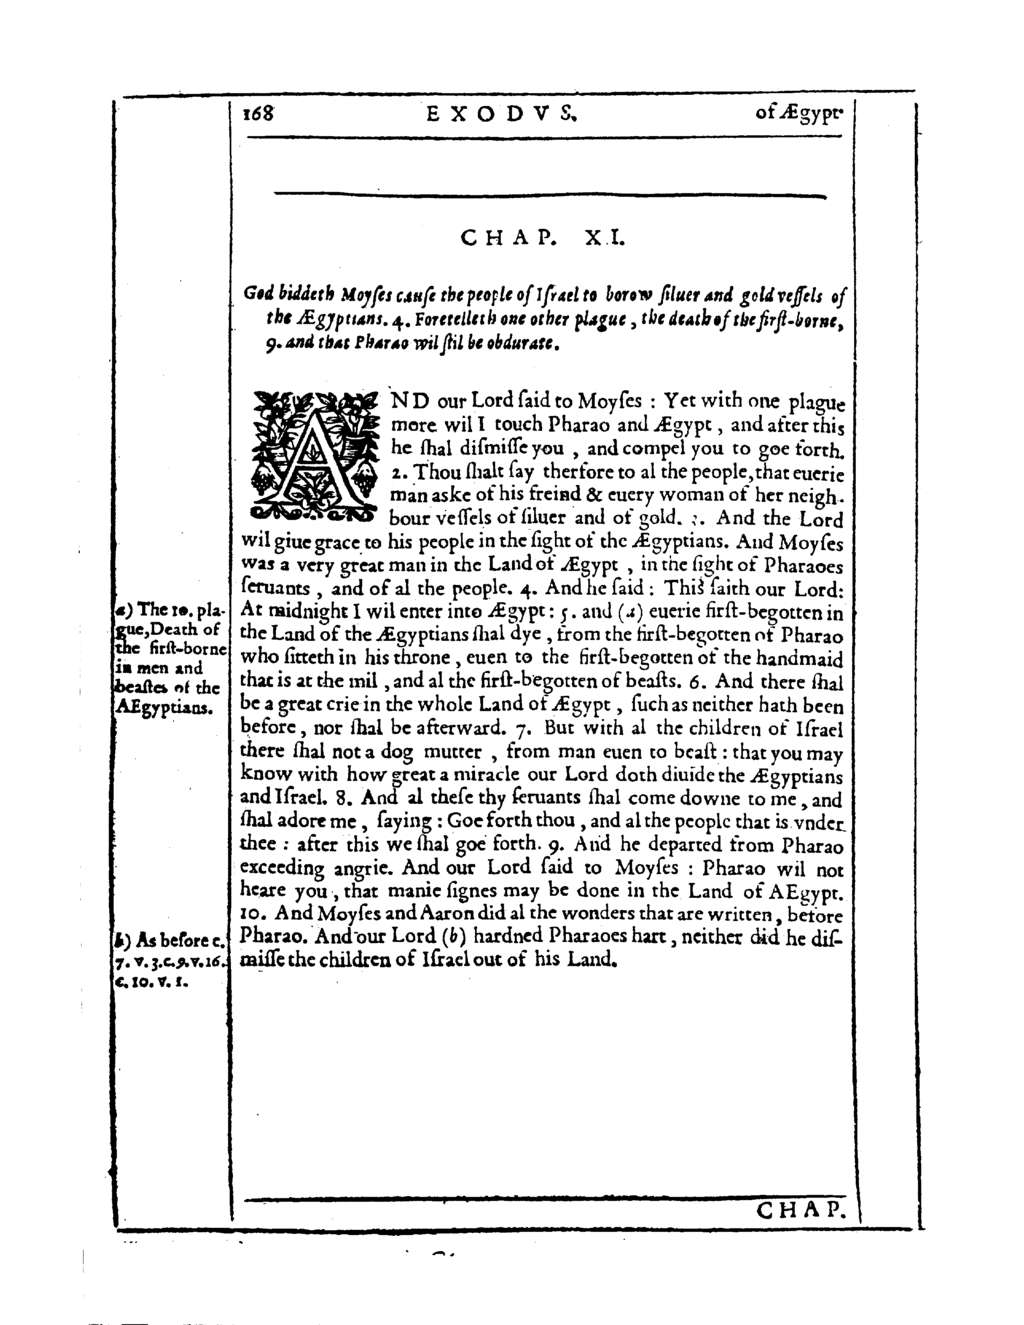 168 EXODVS. of Ægypt
CHAP. XI.
God biddeth Moyſes cauſe the people of Iſrael to borow ſiluer and gold veſſels of
the Ægyptians. 4. Foretelleth one other plague, the death of the firſt-borne,
9. and that Pharao wil ſtil be obdurate.
AND our Lord ſaid to Moyſes : Yet with one plague
more wil I touch Pharao and Ægypt, and after this
he ſhal diſmiſſe you, and compel you to goe forth.
2. Thou ſhalt ſay therfore to al the people, that euerie
man aske of his freind & euery woman of her neigh-
bour veſſels of ſiluer and of gold. 3. And the Lord
wil giue grace to his people in the ſight of the Ægyptians. And Moyſes
was a very great man in the Land of Ægypt, in the ſight of Pharaoes
ſeruants, and of al the people. 4. And he ſaid : This ſaith our Lord:
At midnight I wil enter into Ægypt : 5. and (a) euerie firſt-begotten in
the Land of the Ægyptians ſhal dye, from the firſt-begotten of Pharao
who ſitteth in his throne, euen to the firſt-begotten of the handmaid
that is at the mil, and al the firſt-begotten of beaſts. 6. And there ſhal
be a great crie in the whole Land of Ægypt, ſuch as neither hath been
before, nor ſhal be afterward. 7. But with al the children of Iſrael
there ſhal not a dog mutter, from man euen to beaſt : that you may
know with how great a miracle our Lord doth diuide the Ægyptians
and Iſrael. 8. And al theſe thy ſeruants ſhal come downe to me, and
ſhal adore me, ſaying : Goe forth thou, and al the people that is vnder
thee : after this we ſhal goe forth. 9. And he departed from Pharao
exceeding angrie. And our Lord ſaid to Moyſes : Pharao wil not
heare you, that manie ſignes may be done in the Land of AEgypt.
10. And Moyſes and Aaron did al the wonders that are written, before
Pharao. And our Lord (b) hardned Pharaoes hart, neither did he diſ-
miſſe the children of Iſrael out of his Land.
a) The 10. pla-
gue, Death of
the firſt-borne
in men and
beaſtes of the
AEgyptians.
b) As before c.
7. v. 3. c. 9. v. 16.
c. 10. v. 1.
CHAP.